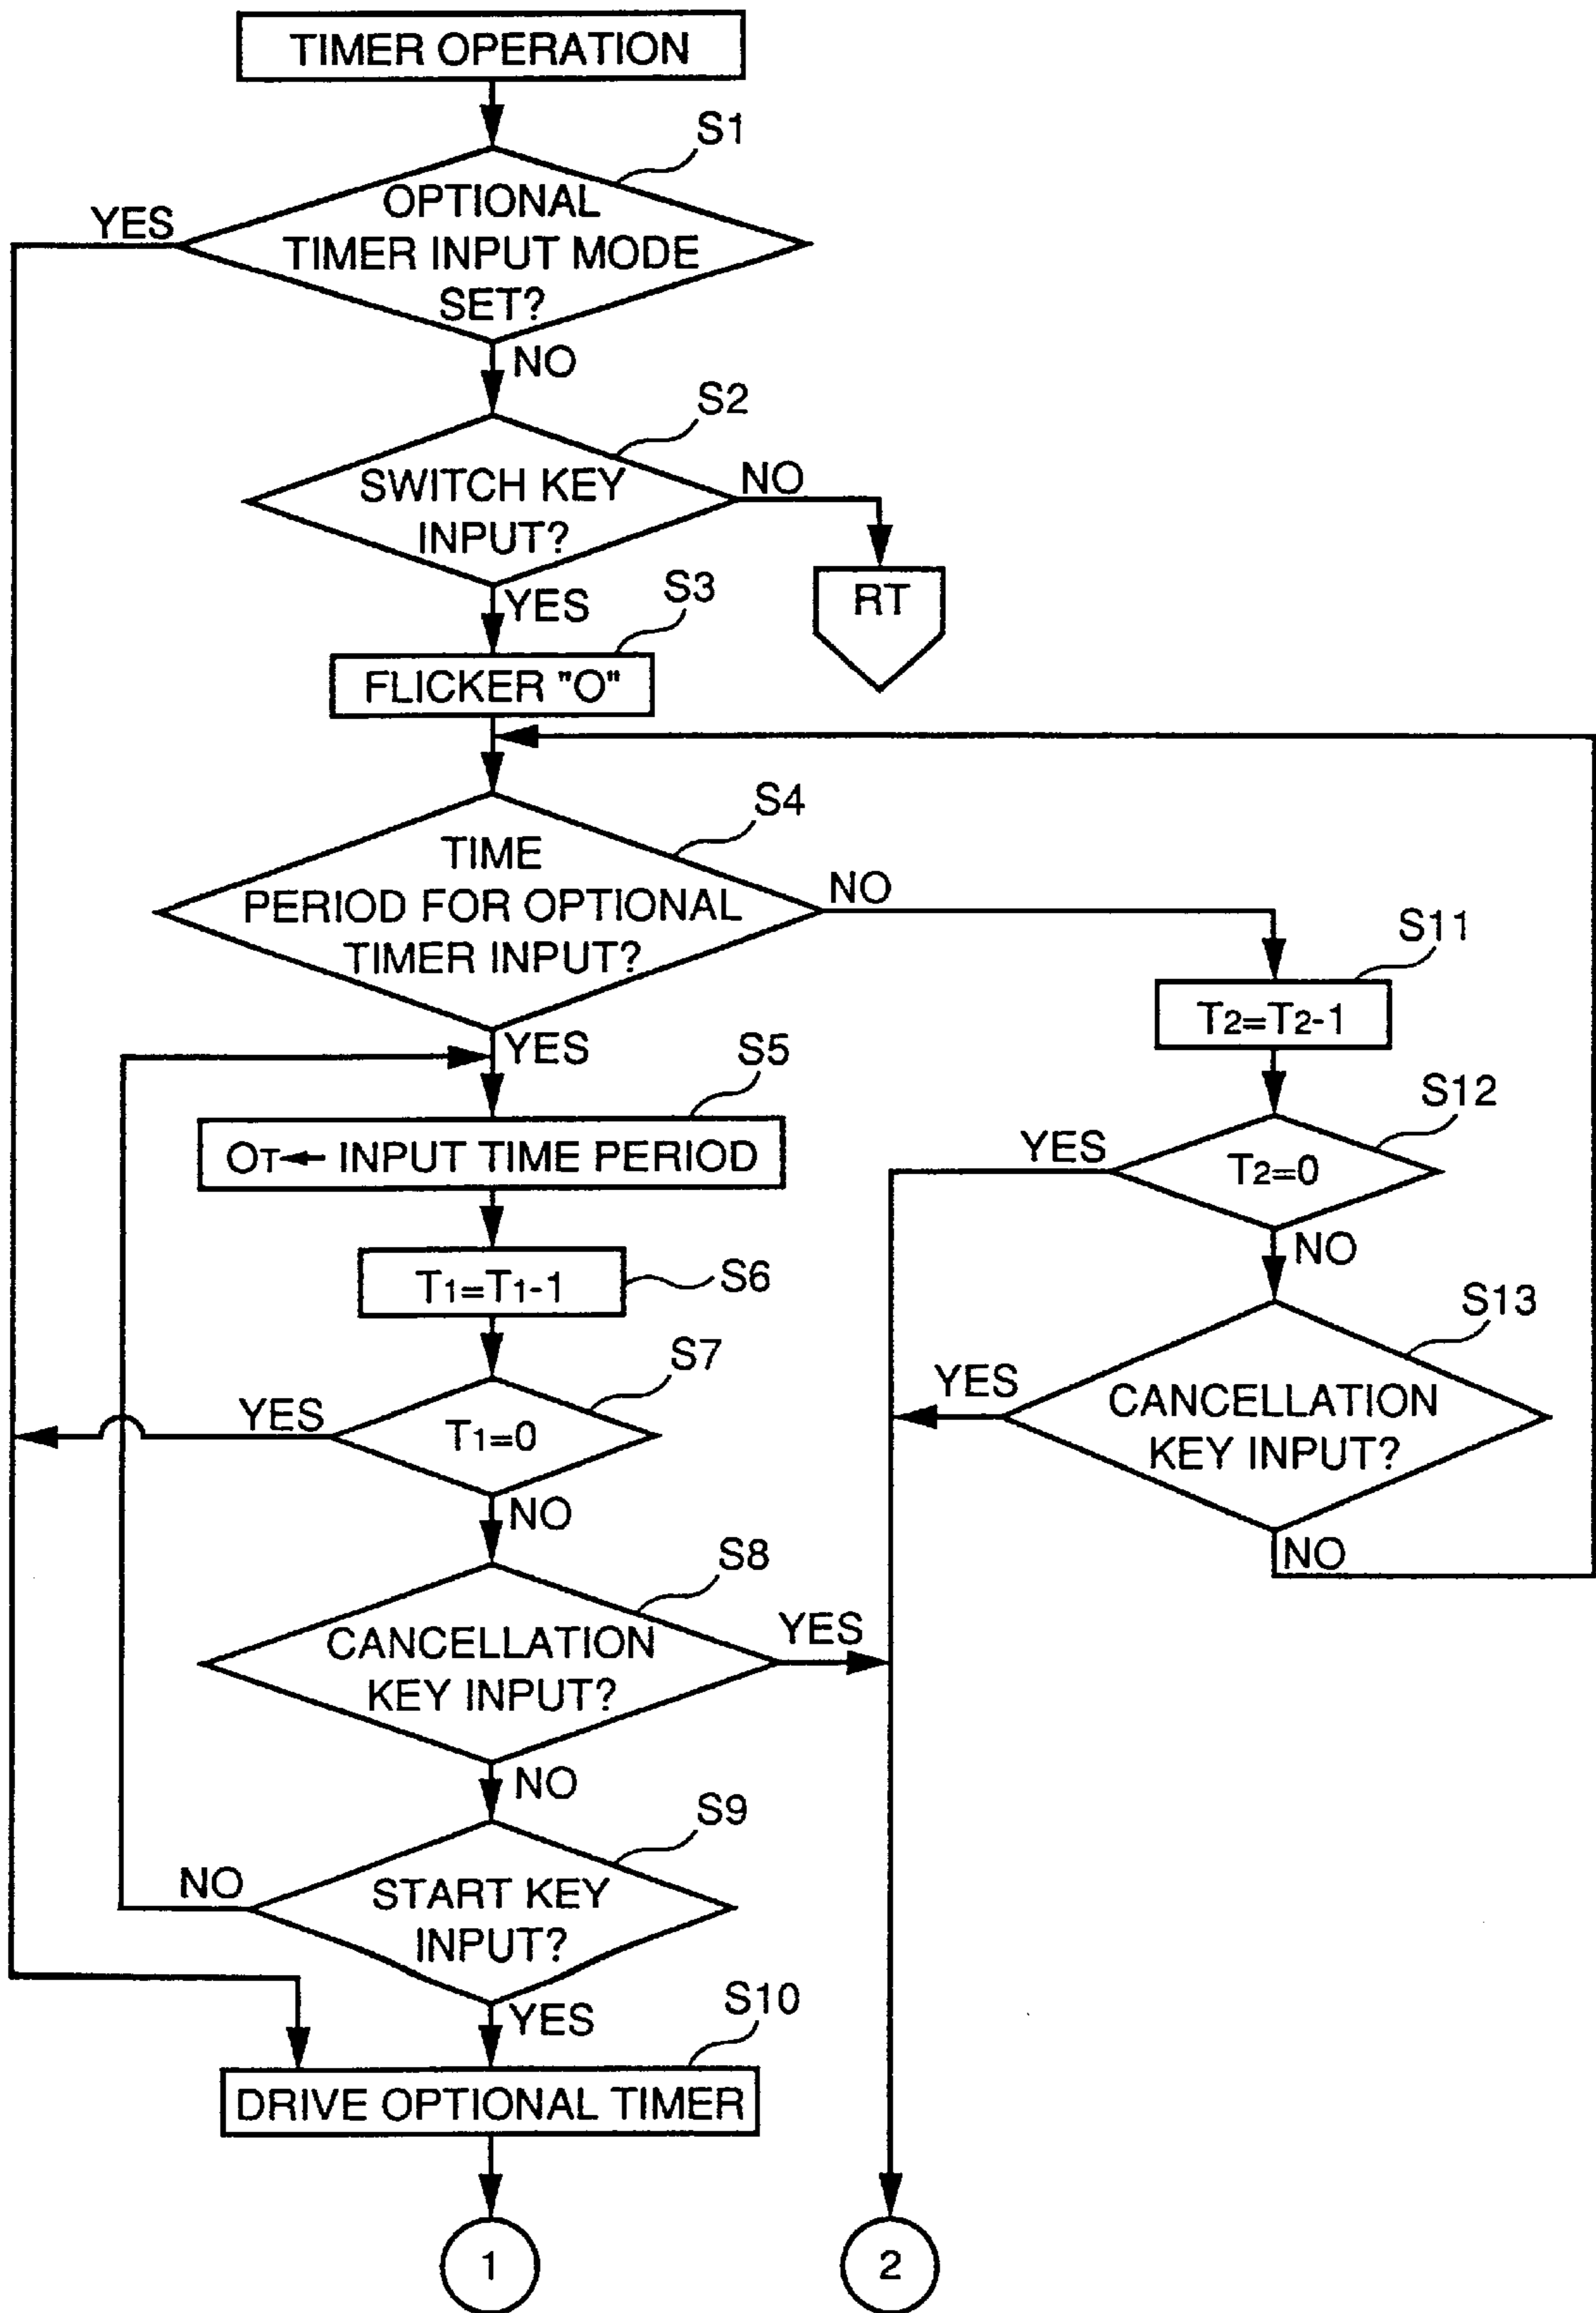 TIMER OPERATION
S1
OPTIONAL
TIMER INPUT MODE
SET?
YES
NO
S2
SWITCH KEY
INPUT?
NO
RT
YES
S3
FLICKER "O"
S4
TIME
PERIOD FOR OPTIONAL
TIMER INPUT?
NO
YES
S5
OT← INPUT TIME PERIOD
T1=T1-1
S6
S7
T1=0
YES
NO
S8
CANCELLATION
KEY INPUT?
YES
NO
S9
START KEY
INPUT?
NO
YES
S10
DRIVE OPTIONAL TIMER
1
S11
T2=T2-1
S12
T2=0
YES
NO
S13
CANCELLATION
KEY INPUT?
YES
NO
2